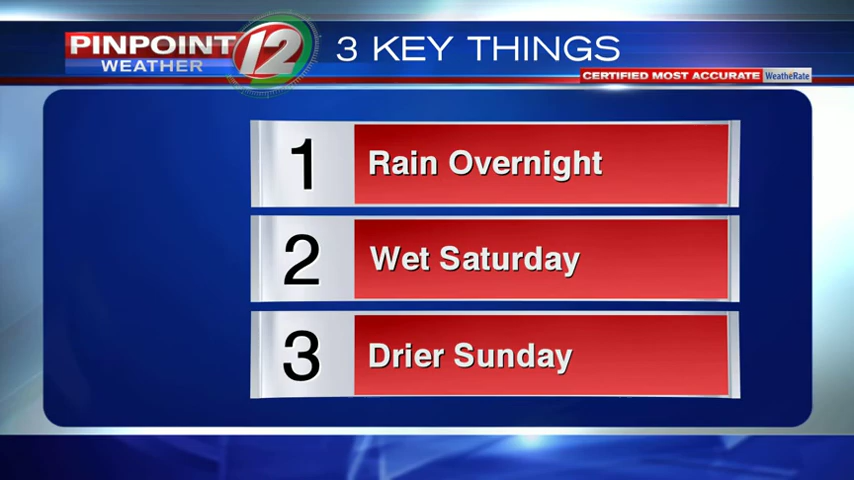 PINPOINT 12 3 KEY THINGS
WEATHER
CERTIFIED MOST ACCURATE WeatheRate
1 Rain Overnight
2 Wet Saturday
3 Drier Sunday